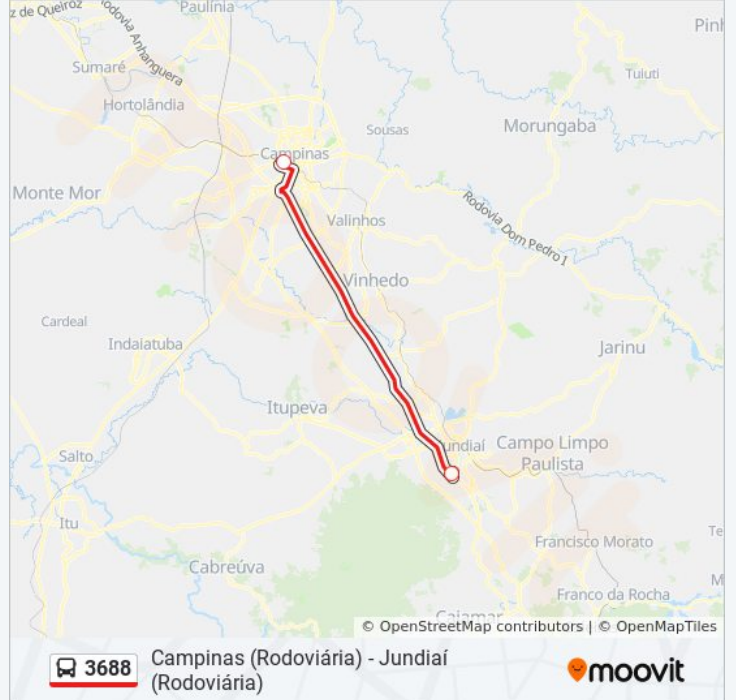 Paulínia
z de Queiroz
Rodovia Anhanguera
Sumaré
Tuiuti
Hortolândia
Sousas
Morungaba
Campinas
Monte Mor
Rodovia Dom Pedro I
Valinhos
Vinhedo
Cardeal
Indaiatuba
Jarinu
Itupeva
undiaí
Campo Limpo
Paulista
Salto
Itu
Francisco Morato
Cabreúva
Franco da Rocha
Cajamar
© OpenStreetMap contributors | © OpenMapTiles
3688
Campinas (Rodoviária) - Jundiaí
(Rodoviária)
moovit